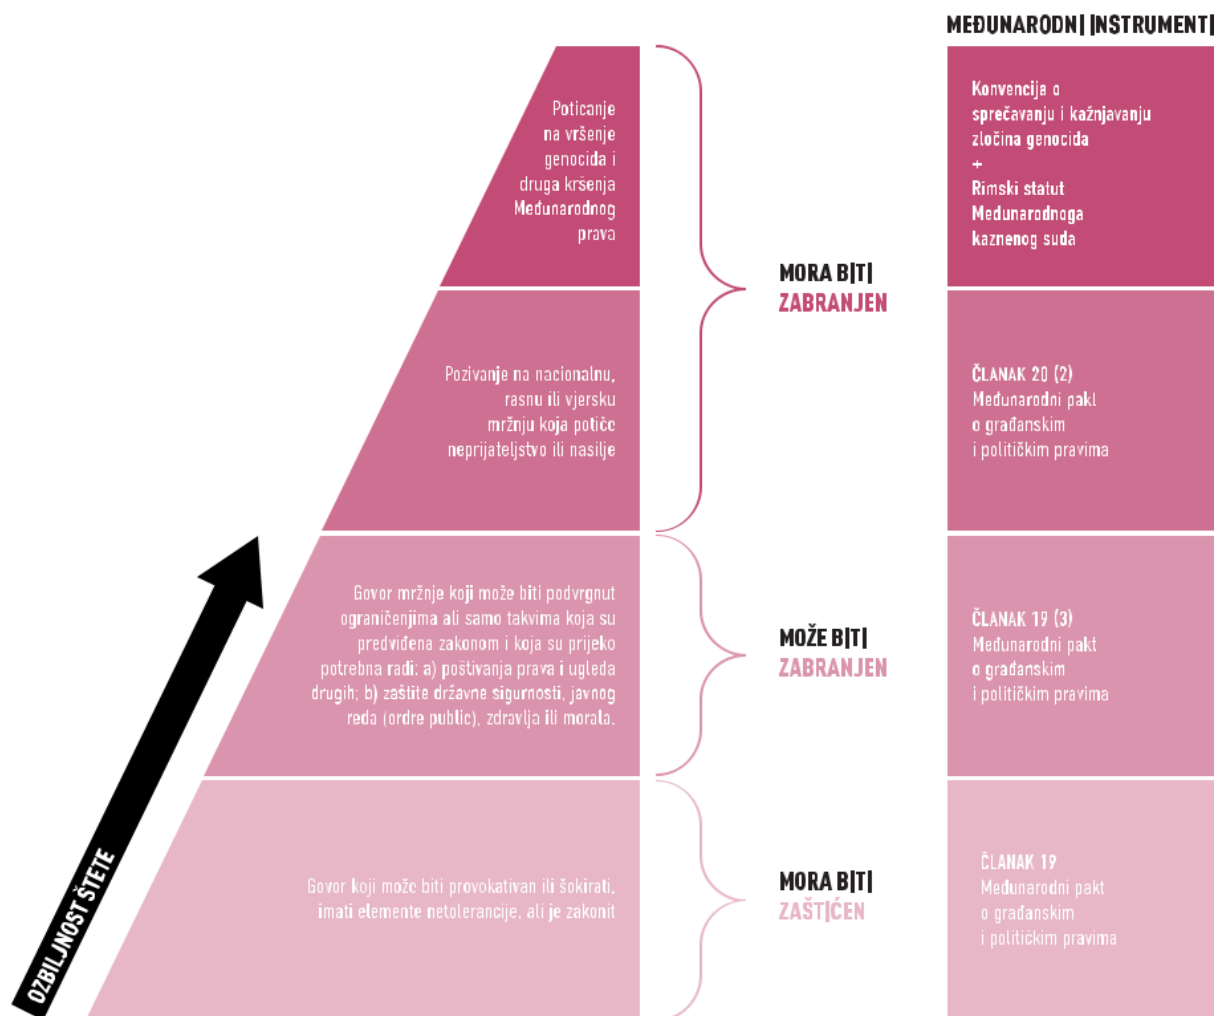 MEĐUNARODNI INSTRUMENTI
Poticanje
na vršenje
genocida i
druga kršenja
Međunarodnog
prava
MORA BITI
ZABRANJEN
Konvencija o
sprečavanju i kažnjavanju
zločina genocida
+
Rimski statut
Međunarodnoga
kaznenog suda
Pozivanje na nacionalnu,
rasnu ili vjersku
mržnju koja potiče
neprijateljstvo ili nasilje
ČLANAK 20 (2)
Međunarodni pakt
o građanskim
i političkim pravima
Govor mržnje koji može biti podvrgnut
ograničenjima ali samo takvima koja su
predviđena zakonom i koja su prijeko
potrebna radi: a) poštivanja prava i ugleda
drugih; b) zaštite državne sigurnosti, javnog
reda (ordre public), zdravlja ili morala.
MOŽE BITI
ZABRANJEN
ČLANAK 19 (3)
Međunarodni pakt
o građanskim
i političkim pravima
Govor koji može biti provokativan ili šokirati,
imati elemente netolerancije, ali je zakonit
MORA BITI
ZAŠTIĆEN
ČLANAK 19
Međunarodni pakt
o građanskim
i političkim pravima
OZBILJNOST ŠTETE